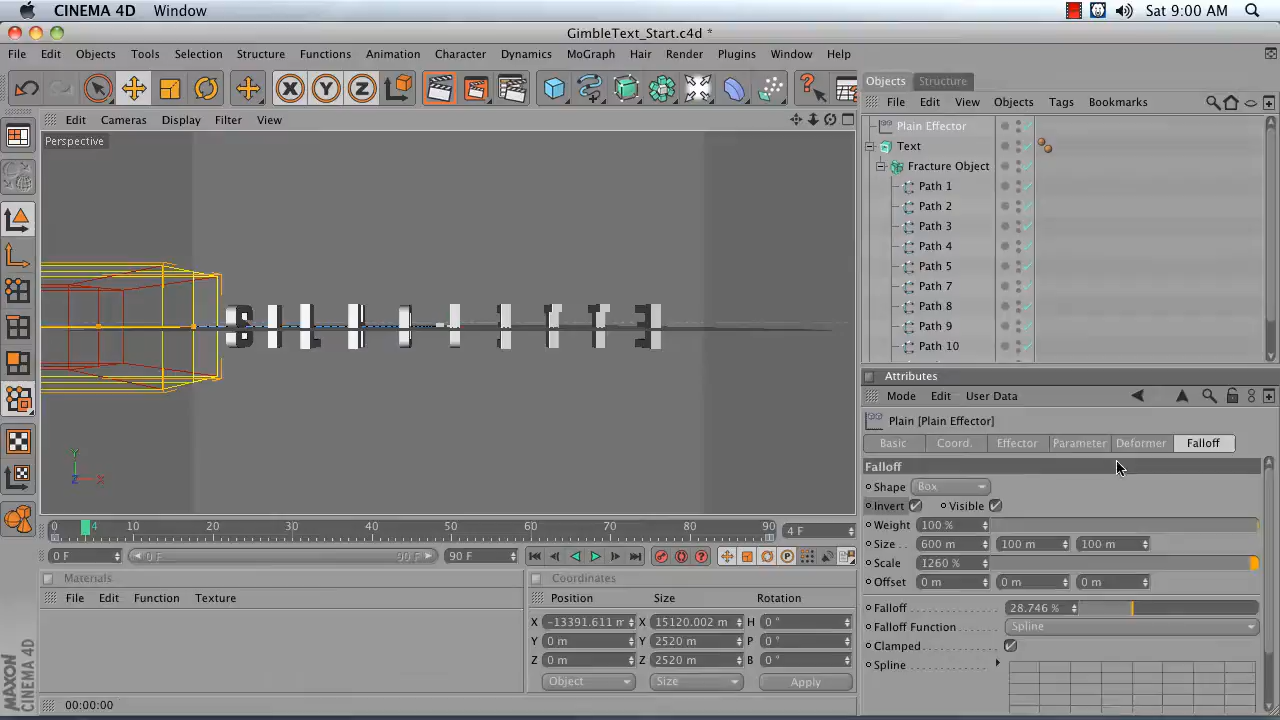 CINEMA 4D Window Sat 9:00 AM
GimbleText_Start.c4d *
File Edit Objects Tools Selection Structure Functions Animation Character Dynamics MoGraph Hair Render Plugins Window Help
X Y Z
Objects Structure
File Edit View Objects Tags Bookmarks
Edit Cameras Display Filter View
Perspective
Plain Effector
Text
Fracture Object
Path 1
Path 2
Path 3
Path 4
Path 5
Path 6
Path 7
Path 8
Path 9
Path 10
Y
Z X
Attributes
Mode Edit User Data
Plain [Plain Effector]
Basic Coord. Effector Parameter Deformer Falloff
Falloff
Shape Box
Invert Visible
Weight 100 %
Size . . 600 m 100 m 100 m
Scale 1260 %
Offset 0 m 0 m 0 m
Falloff 28.746 %
Falloff Function Spline
Clamped
Spline
0 4 10 20 30 40 50 60 70 80 90 4 F
0 F 0 F 90 F 90 F
Materials
File Edit Function Texture
Coordinates
Position Size Rotation
X -13391.611 m X 15120.002 m H 0 °
Y 0 m Y 2520 m P 0 °
Z 0 m Z 2520 m B 0 °
Object Size Apply
MAXON
CINEMA 4D
00:00:00